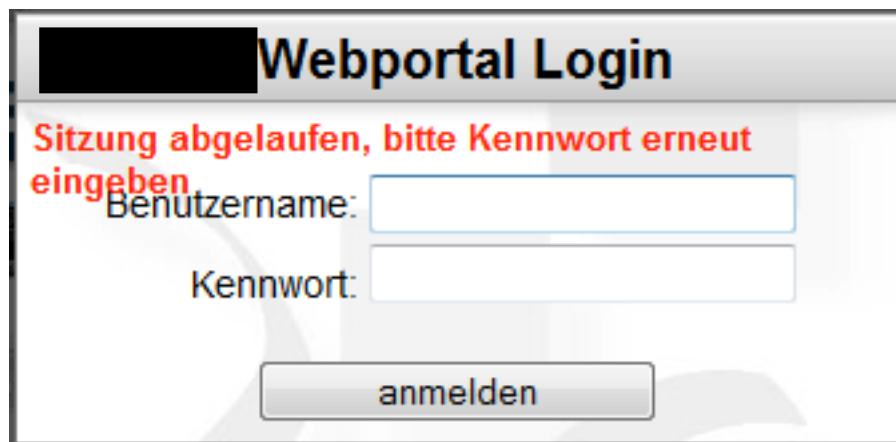 Webportal Login
Sitzung abgelaufen, bitte Kennwort erneut
eingeben
Benutzername:
Kennwort:
anmelden